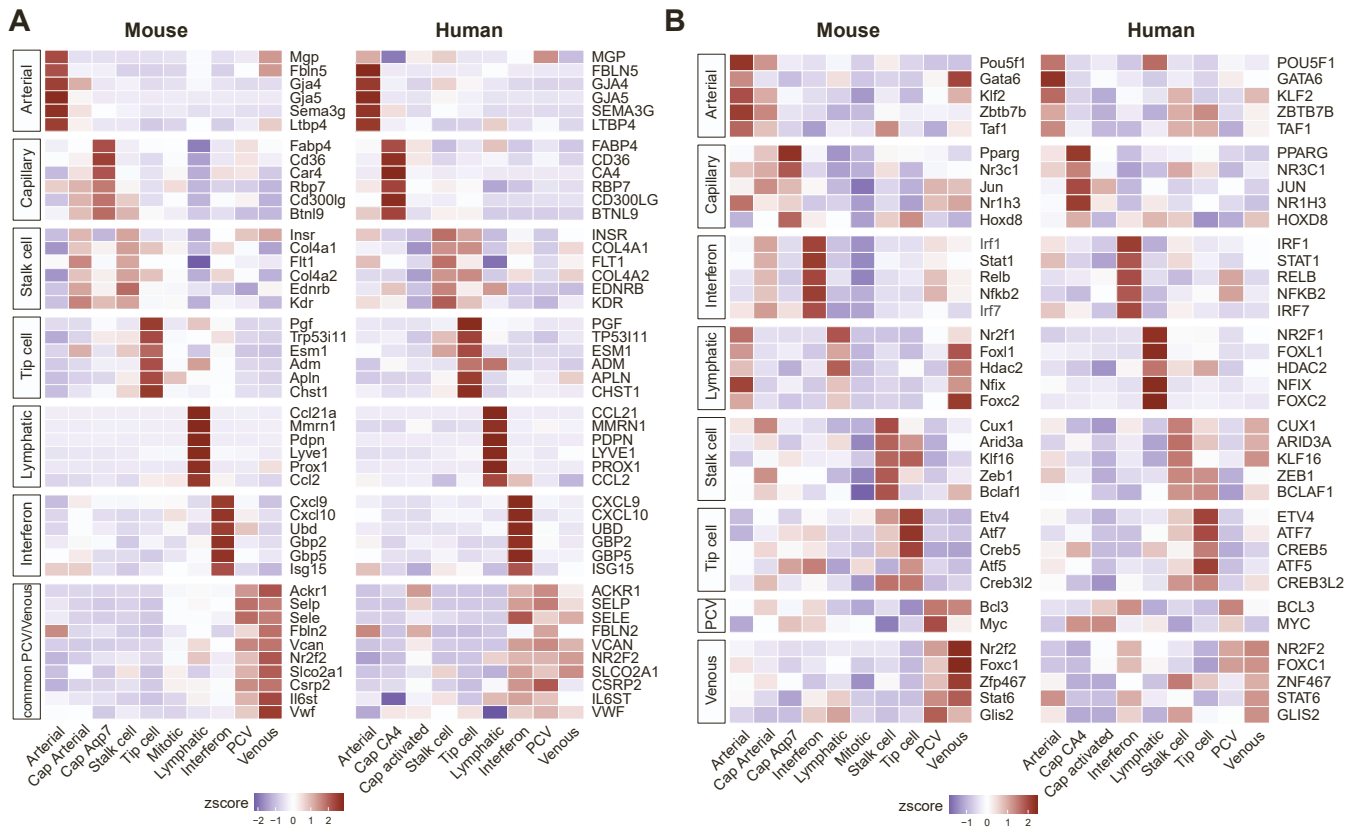 A
Mouse
Human
Arterial
Mgp
Fbln5
Gja4
Gja5
Sema3g
Ltbp4
MGP
FBLN5
GJA4
GJA5
SEMA3G
LTBP4
Capillary
Fabp4
Cd36
Car4
Rbp7
Cd300lg
Btnl9
FABP4
CD36
CA4
RBP7
CD300LG
BTNL9
Stalk cell
Insr
Col4a1
Flt1
Col4a2
Ednrb
Kdr
INSR
COL4A1
FLT1
COL4A2
EDNRB
KDR
Tip cell
Pgf
Trp53i11
Esm1
Adm
Apln
Chst1
PGF
TP53I11
ESM1
ADM
APLN
CHST1
Lymphatic
Ccl21a
Mmrn1
Pdpn
Lyve1
Prox1
Ccl2
CCL21
MMRN1
PDPN
LYVE1
PROX1
CCL2
Interferon
Cxcl9
Cxcl10
Ubd
Gbp2
Gbp5
Isg15
CXCL9
CXCL10
UBD
GBP2
GBP5
ISG15
common PCV/Venous
Ackr1
Selp
Sele
Fbln2
Vcan
Nr2f2
Slco2a1
Csrp2
Il6st
Vwf
ACKR1
SELP
SELE
FBLN2
VCAN
NR2F2
SLCO2A1
CSRP2
IL6ST
VWF
Arterial
Cap Arterial
Cap Aqp7
Stalk cell
Tip cell
Mitotic
Lymphatic
Interferon
PCV
Venous
Arterial
Cap CA4
Cap activated
Stalk cell
Tip cell
Lymphatic
Interferon
PCV
Venous
zscore
−2 −1 0 1 2
B
Mouse
Human
Arterial
Pou5f1
Gata6
Klf2
Zbtb7b
Taf1
POU5F1
GATA6
KLF2
ZBTB7B
TAF1
Capillary
Pparg
Nr3c1
Jun
Nr1h3
Hoxd8
PPARG
NR3C1
JUN
NR1H3
HOXD8
Interferon
Irf1
Stat1
Relb
Nfkb2
Irf7
IRF1
STAT1
RELB
NFKB2
IRF7
Lymphatic
Nr2f1
Foxl1
Hdac2
Nfix
Foxc2
NR2F1
FOXL1
HDAC2
NFIX
FOXC2
Stalk cell
Cux1
Arid3a
Klf16
Zeb1
Bclaf1
CUX1
ARID3A
KLF16
ZEB1
BCLAF1
Tip cell
Etv4
Atf7
Creb5
Atf5
Creb3l2
ETV4
ATF7
CREB5
ATF5
CREB3L2
PCV
Bcl3
Myc
BCL3
MYC
Venous
Nr2f2
Foxc1
Zfp467
Stat6
Glis2
NR2F2
FOXC1
ZNF467
STAT6
GLIS2
Arterial
Cap Arterial
Cap Aqp7
Interferon
Lymphatic
Mitotic
Stalk cell
Tip cell
PCV
Venous
Arterial
Cap CA4
Cap activated
Interferon
Lymphatic
Stalk cell
Tip cell
PCV
Venous
zscore
−1 0 1 2